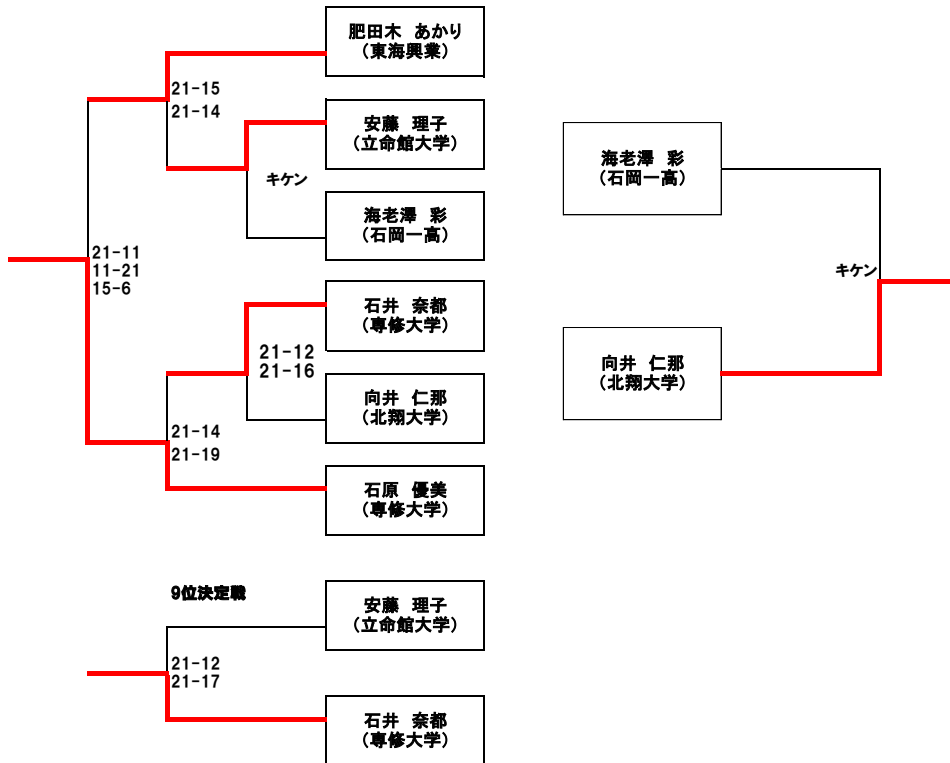 肥田木 あかり
(東海興業)
21-15
21-14
安藤 理子
(立命館大学)
キケン
海老澤 彩
(石岡一高)
21-11
11-21
15-6
石井 奈都
(専修大学)
21-12
21-16
向井 仁那
(北翔大学)
21-14
21-19
石原 優美
(専修大学)
海老澤 彩
(石岡一高)
キケン
向井 仁那
(北翔大学)
9位決定戦
安藤 理子
(立命館大学)
21-12
21-17
石井 奈都
(専修大学)